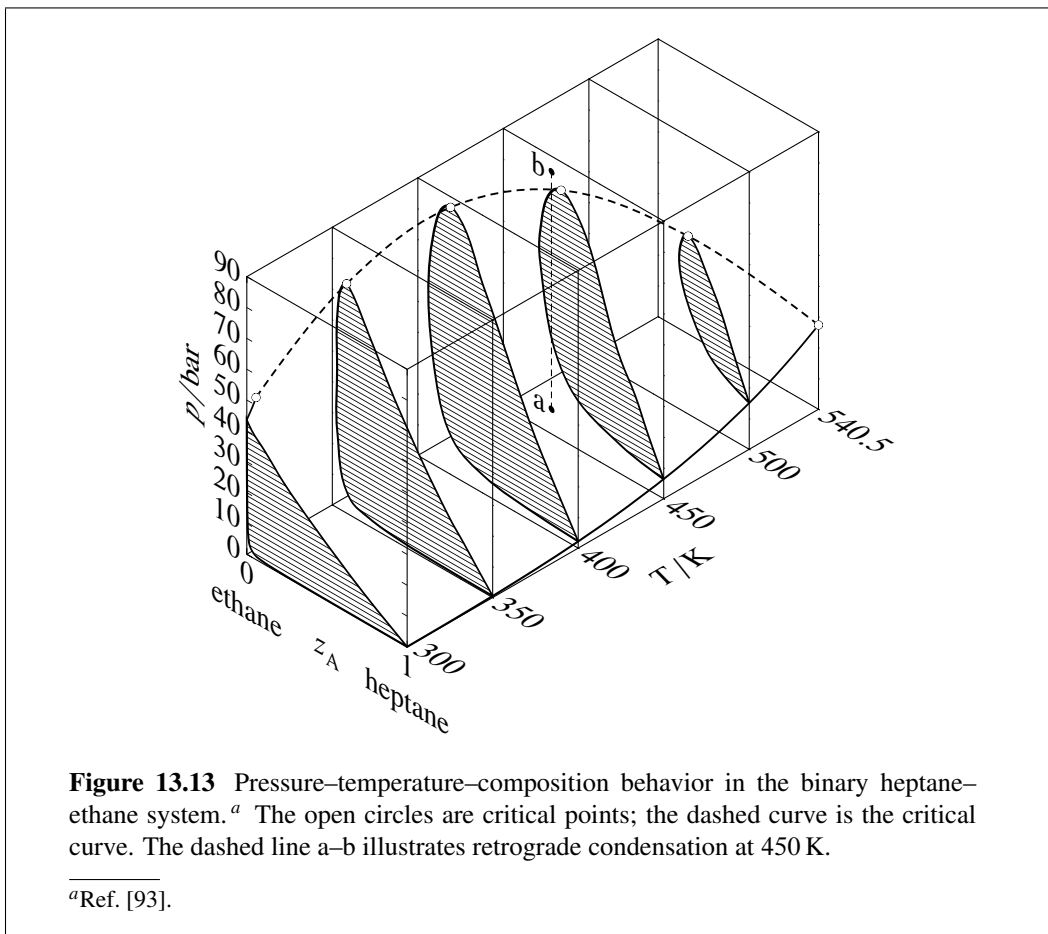 90
80
70
60
50
40
30
20
10
0
p/bar
0
ethane
z_A
1
heptane
300
350
400
450
500
540.5
T/K
a
b
Figure 13.13 Pressure–temperature–composition behavior in the binary heptane–
ethane system.ᵃ The open circles are critical points; the dashed curve is the critical
curve. The dashed line a–b illustrates retrograde condensation at 450 K.
ᵃRef. [93].